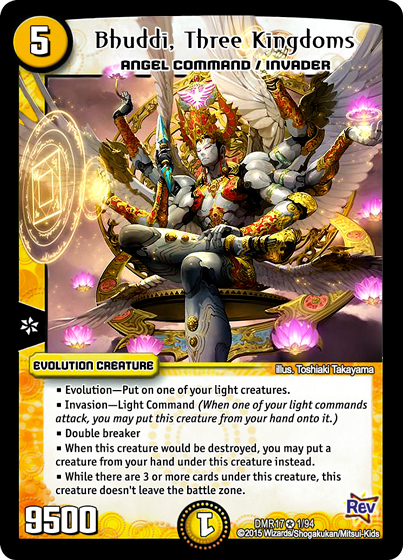 5
Bhuddi, Three Kingdoms
ANGEL COMMAND / INVADER
EVOLUTION CREATURE
illus. Toshiaki Takayama
▪ Evolution—Put on one of your light creatures.
▪ Invasion—Light Command (When one of your light commands
attack, you may put this creature from your hand onto it.)
▪ Double breaker
▪ When this creature would be destroyed, you may put a
creature from your hand under this creature instead.
▪ While there are 3 or more cards under this creature, this
creature doesn't leave the battle zone.
9500
1
Rev
DMR17 ✪ 1/94
©2015 Wizards/Shogakukan/Mitsui-Kids